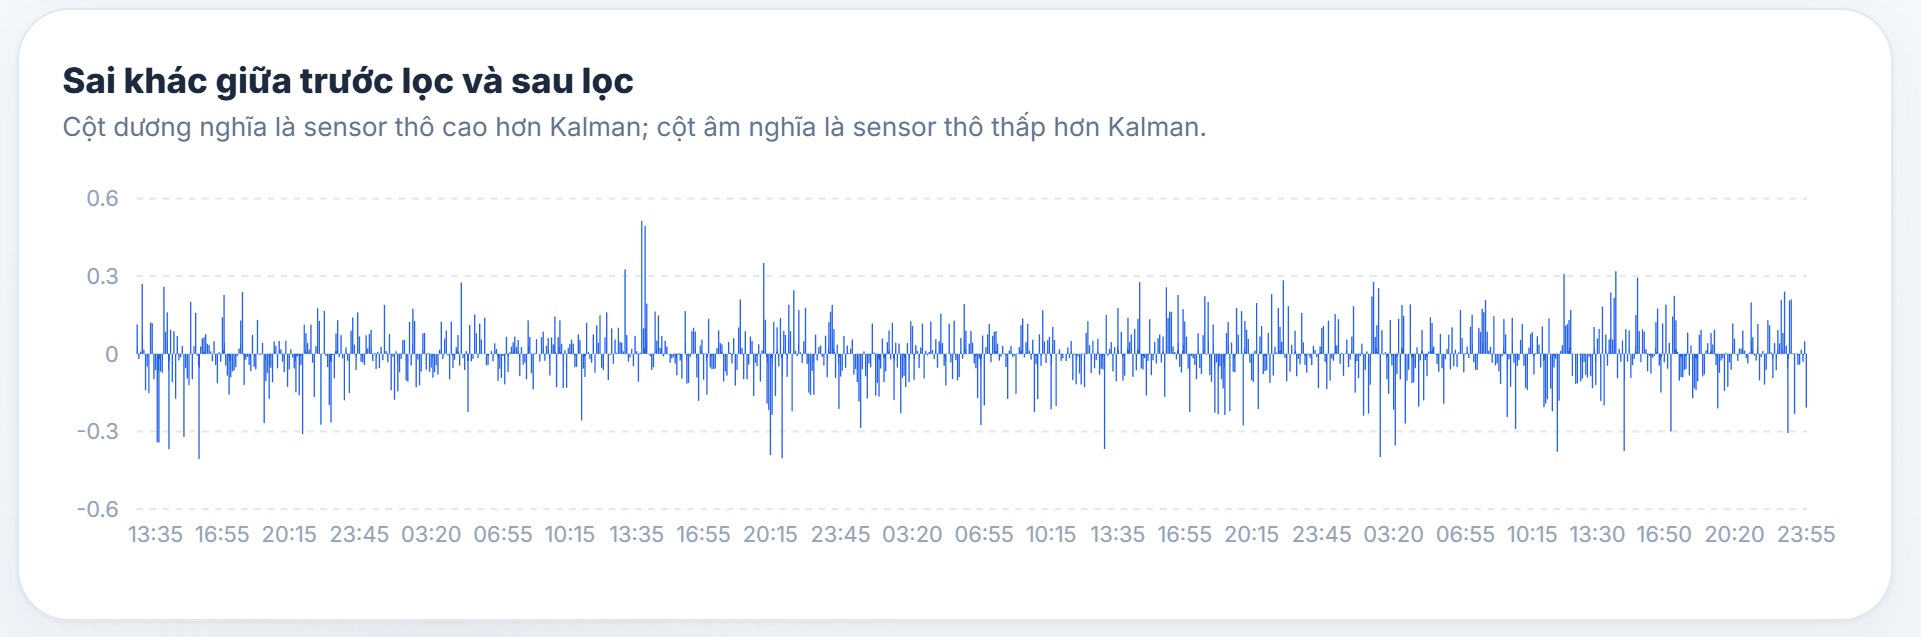 Sai khác giữa trước lọc và sau lọc
Cột dương nghĩa là sensor thô cao hơn Kalman; cột âm nghĩa là sensor thô thấp hơn Kalman.
0.6
0.3
0
-0.3
-0.6
13:35 16:55 20:15 23:45 03:20 06:55 10:15 13:35 16:55 20:15 23:45 03:20 06:55 10:15 13:35 16:55 20:15 23:45 03:20 06:55 10:15 13:30 16:50 20:20 23:55